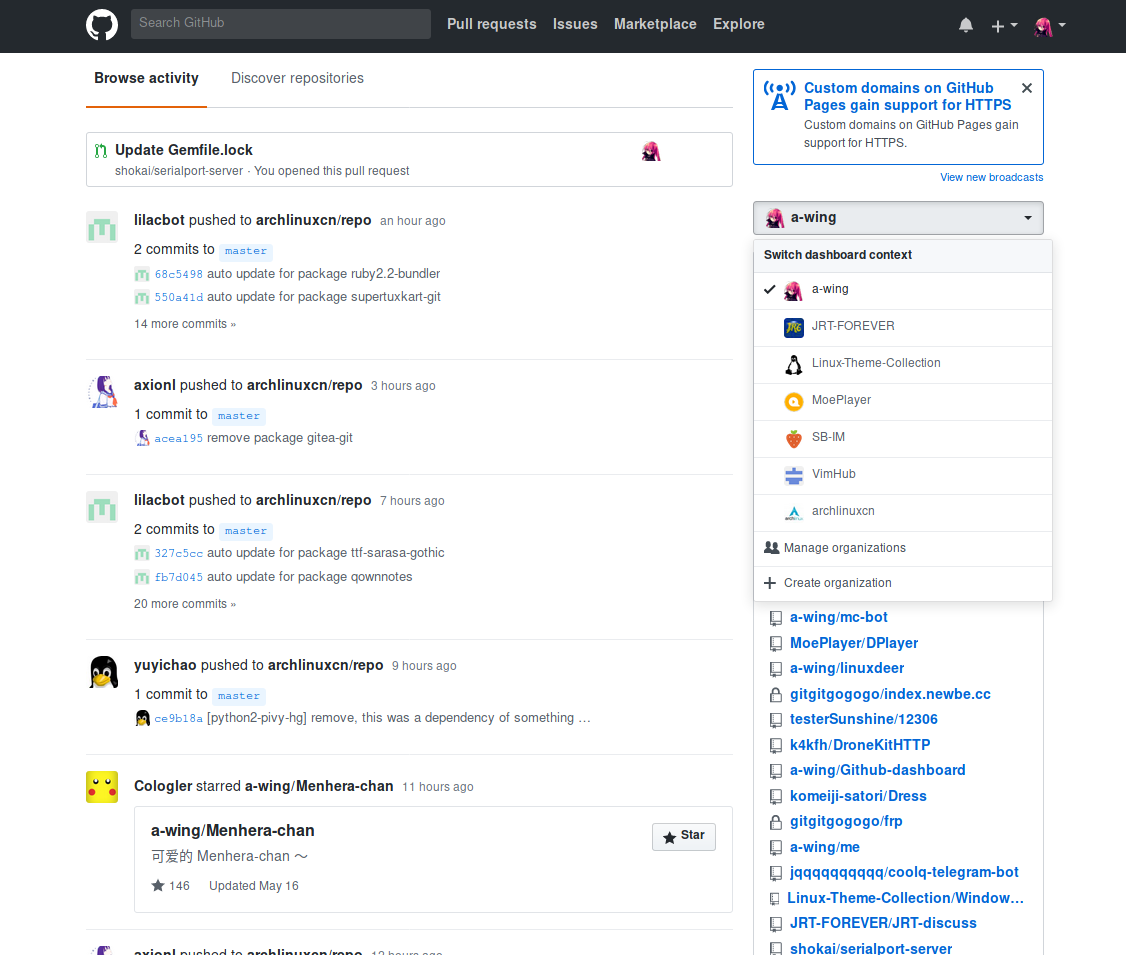 Search GitHub
Pull requests
Issues
Marketplace
Explore
Browse activity
Discover repositories
Update Gemfile.lock
shokai/serialport-server · You opened this pull request
lilacbot pushed to archlinuxcn/repo an hour ago
2 commits to master
68c5498 auto update for package ruby2.2-bundler
550a41d auto update for package supertuxkart-git
14 more commits »
axionl pushed to archlinuxcn/repo 3 hours ago
1 commit to master
acea195 remove package gitea-git
lilacbot pushed to archlinuxcn/repo 7 hours ago
2 commits to master
327c5cc auto update for package ttf-sarasa-gothic
fb7d045 auto update for package qownnotes
20 more commits »
yuyichao pushed to archlinuxcn/repo 9 hours ago
1 commit to master
ce9b18a [python2-pivy-hg] remove, this was a dependency of something …
Cologler starred a-wing/Menhera-chan 11 hours ago
a-wing/Menhera-chan
Star
可爱的 Menhera-chan ～
146 Updated May 16
axionl pushed to archlinuxcn/repo 12 hours ago
Custom domains on GitHub
Pages gain support for HTTPS
Custom domains on GitHub Pages gain
support for HTTPS.
View new broadcasts
a-wing
Switch dashboard context
a-wing
JRT-FOREVER
Linux-Theme-Collection
MoePlayer
SB-IM
VimHub
archlinuxcn
Manage organizations
Create organization
a-wing/mc-bot
MoePlayer/DPlayer
a-wing/linuxdeer
gitgitgogogo/index.newbe.cc
testerSunshine/12306
k4kfh/DroneKitHTTP
a-wing/Github-dashboard
komeiji-satori/Dress
gitgitgogogo/frp
a-wing/me
jqqqqqqqqqq/coolq-telegram-bot
Linux-Theme-Collection/Window…
JRT-FOREVER/JRT-discuss
shokai/serialport-server